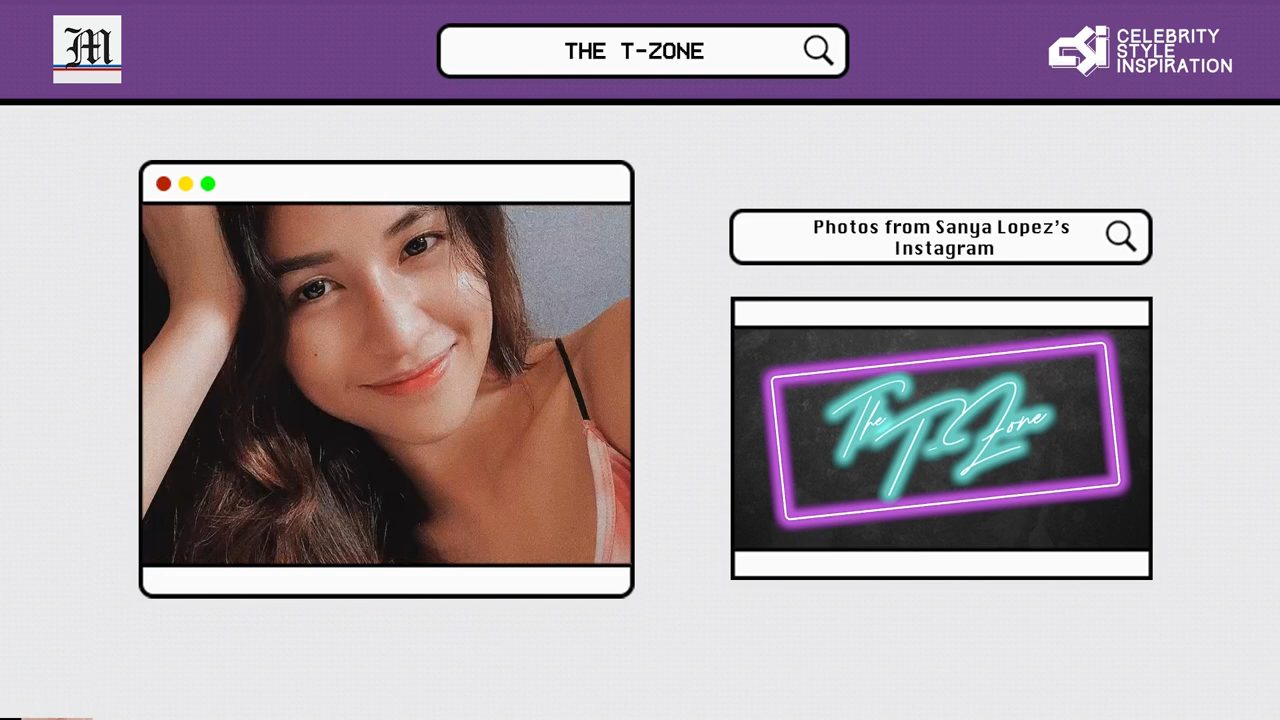 M
THE T-ZONE
CELEBRITY
STYLE
INSPIRATION
Photos from Sanya Lopez's
Instagram
The T-Zone